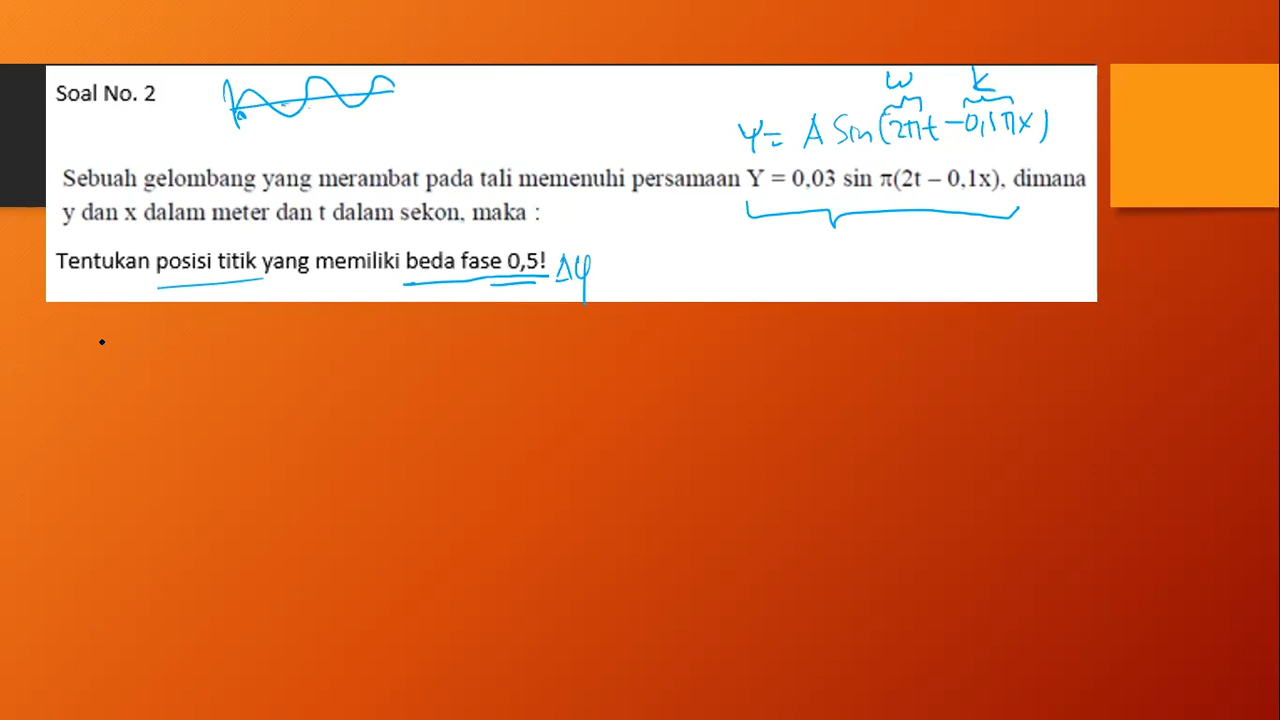 Soal No. 2
ω k
y = A Sin (2πt - 0,1πx)
Sebuah gelombang yang merambat pada tali memenuhi persamaan Y = 0,03 sin π(2t – 0,1x), dimana
y dan x dalam meter dan t dalam sekon, maka :
Tentukan posisi titik yang memiliki beda fase 0,5! Δφ